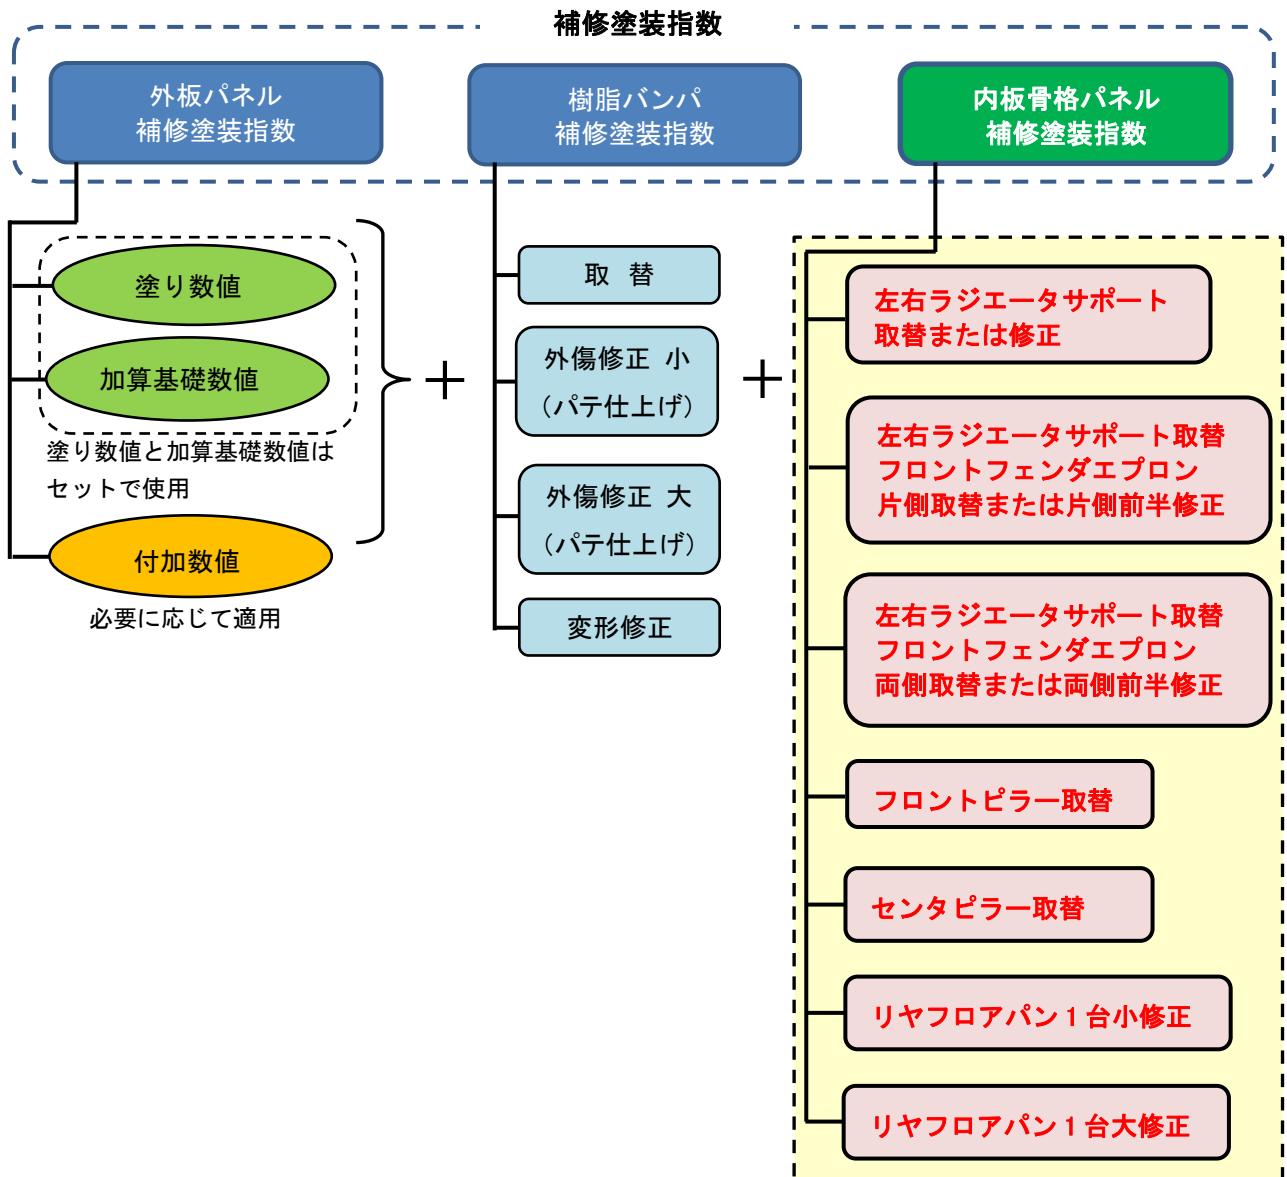 補修塗装指数
外板パネル
補修塗装指数
樹脂バンパ
補修塗装指数
内板骨格パネル
補修塗装指数
塗り数値
加算基礎数値
塗り数値と加算基礎数値は
セットで使用
付加数値
必要に応じて適用
取 替
外傷修正 小
（パテ仕上げ）
外傷修正 大
（パテ仕上げ）
変形修正
左右ラジエータサポート
取替または修正
左右ラジエータサポート取替
フロントフェンダエプロン
片側取替または片側前半修正
左右ラジエータサポート取替
フロントフェンダエプロン
両側取替または両側前半修正
フロントピラー取替
センタピラー取替
リヤフロアパン１台小修正
リヤフロアパン１台大修正